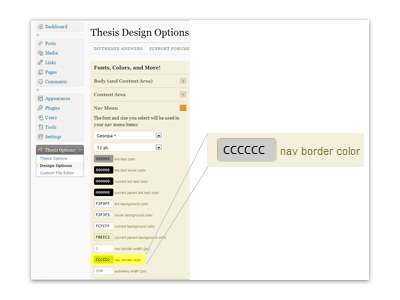 Dashboard
Thesis Design Options
DIYTHEMES ANSWERS SUPPORT FORUMS
Posts
Media
Links
Pages
Comments
Appearance
Plugins
Users
Tools
Settings
Thesis Options
Thesis Options
Design Options
Custom File Editor
Fonts, Colors, and More!
Body (and Content Area)
Content Area
Nav Menu
The font and size you select will be used in
your nav menu items.
Georgia *
12 pt.
000000 link text color
000000 link text hover color
000000 current link text color
000000 current parent link text color
F3F6FF link background color
F3F3F3 hover background color
FCFCFF current background color
current parent background color
1 nav border width (px)
CCCCCC nav border color
150 submenu width (px)
CCCCCC nav border color